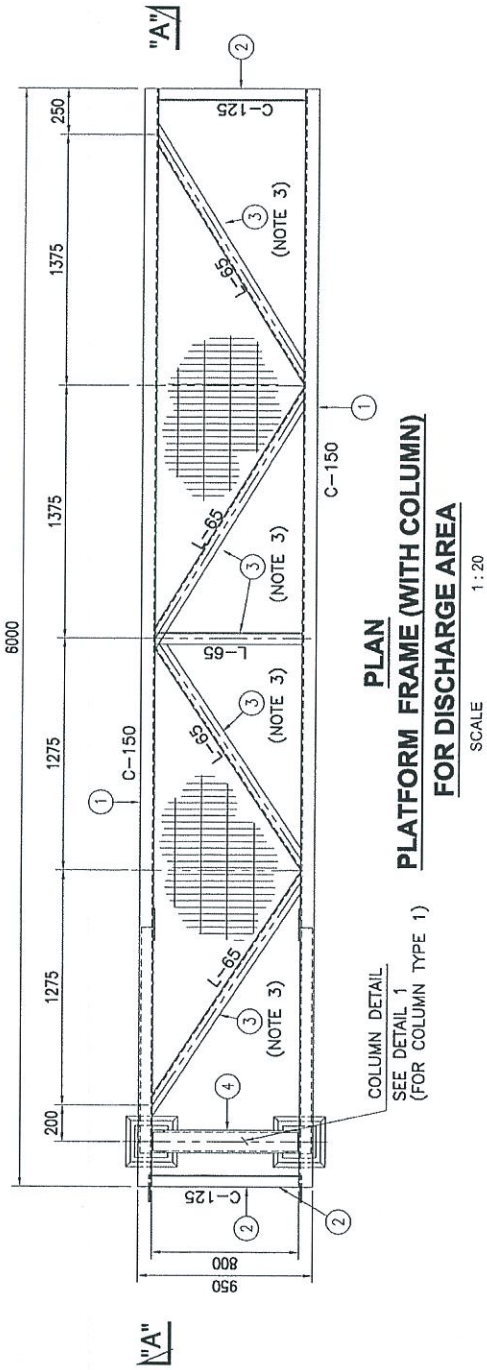 "A"
"A"
6000
200
1275
1275
1375
1375
250
1
C-150
2
C-125
C-125
2
2
950
800
4
L-65
3
(NOTE 3)
L-65
3
(NOTE 3)
L-65
3
(NOTE 3)
L-65
L-65
3
(NOTE 3)
C-150
1
COLUMN DETAIL
SEE DETAIL 1
(FOR COLUMN TYPE 1)
PLAN
PLATFORM FRAME (WITH COLUMN)
FOR DISCHARGE AREA
SCALE 1:20